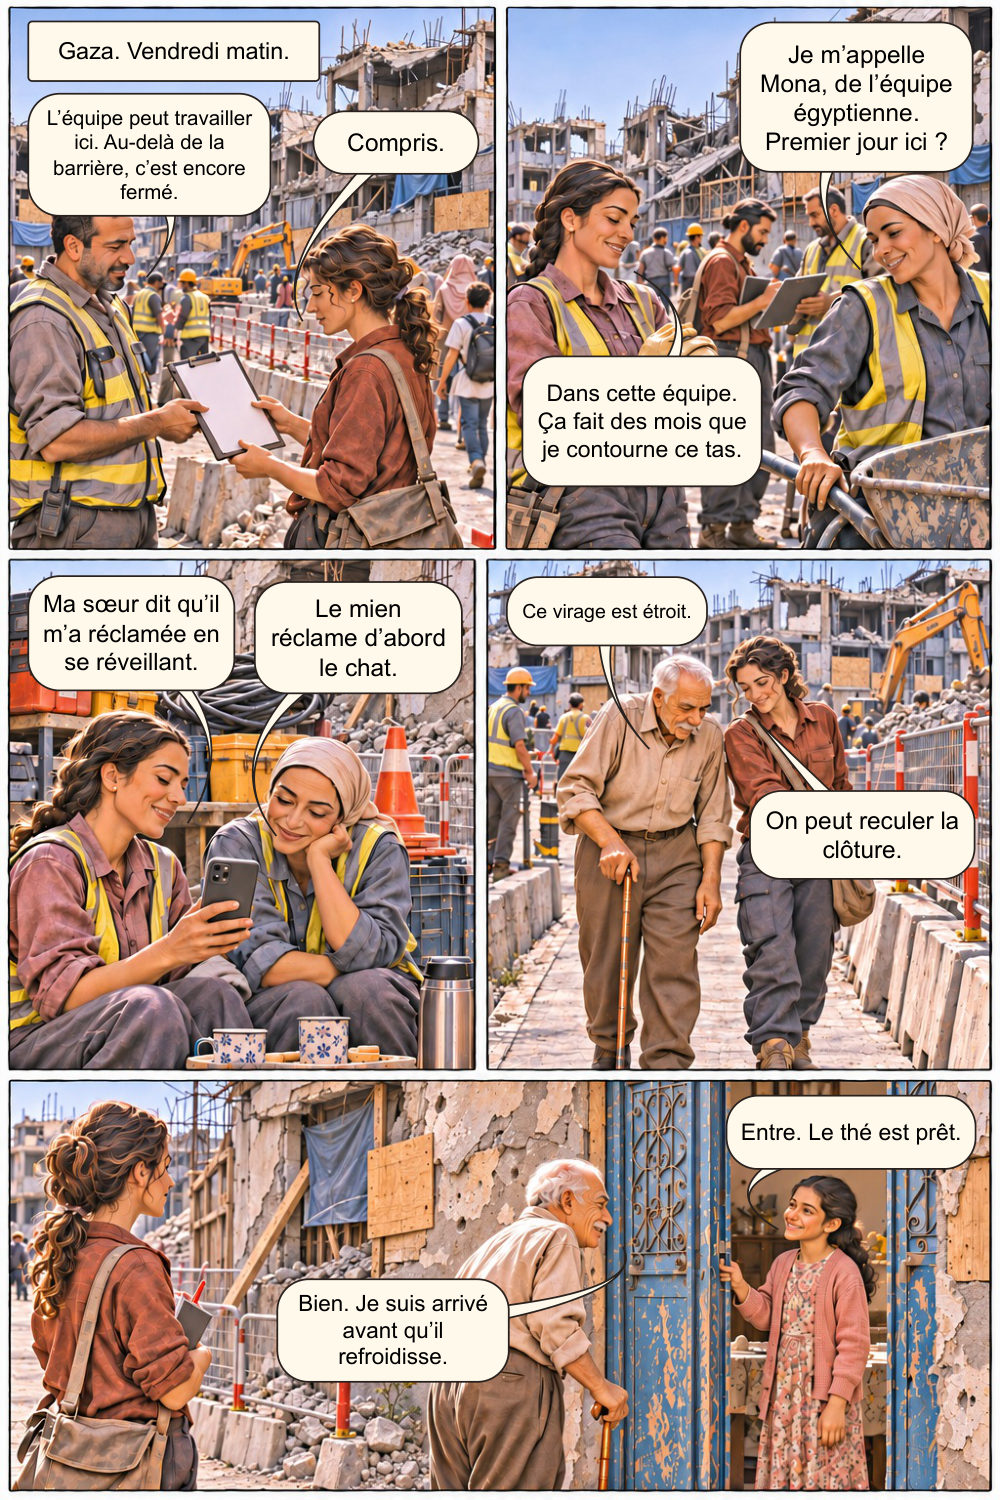 Gaza. Vendredi matin.
L’équipe peut travailler
ici. Au-delà de la
barrière, c’est encore
fermé.
Compris.
Je m’appelle
Mona, de l’équipe
égyptienne.
Premier jour ici ?
Dans cette équipe.
Ça fait des mois que
je contourne ce tas.
Ma sœur dit qu’il
m’a réclamée en
se réveillant.
Le mien
réclame d’abord
le chat.
Ce virage est étroit.
On peut reculer la
clôture.
Entre. Le thé est prêt.
Bien. Je suis arrivé
avant qu’il
refroidisse.